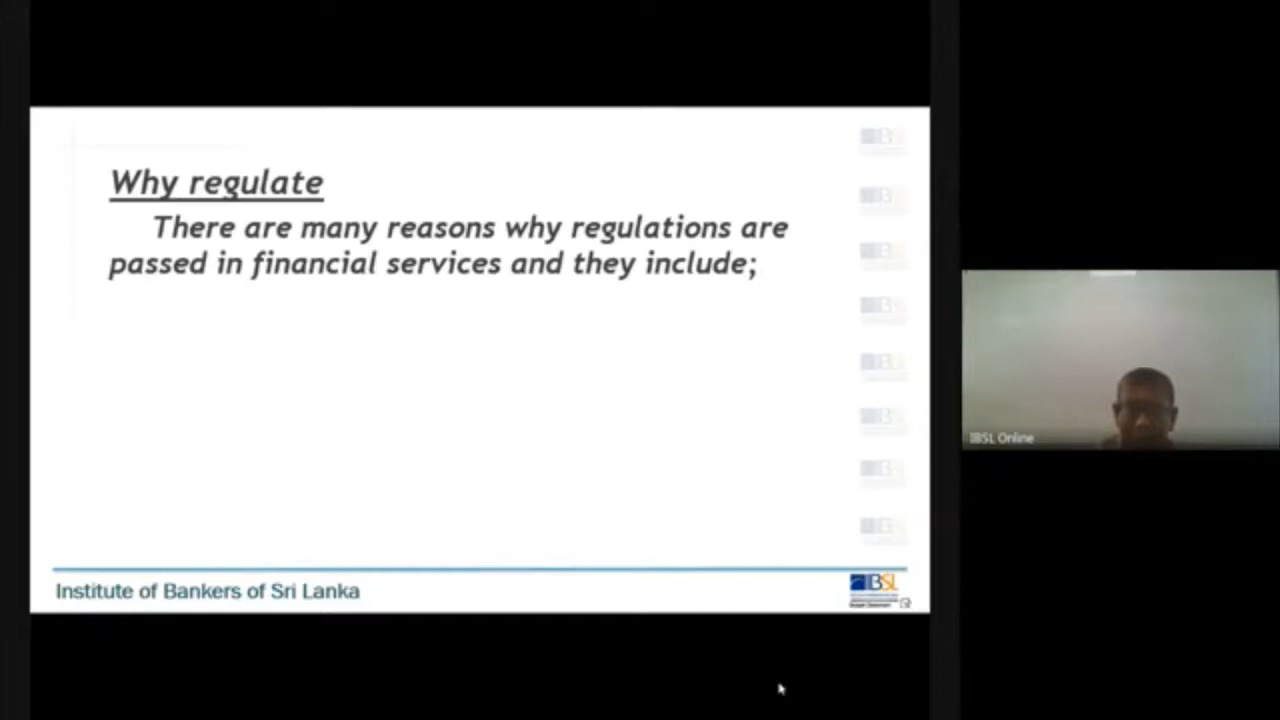 Why regulate
There are many reasons why regulations are
passed in financial services and they include;
Institute of Bankers of Sri Lanka
IBSL
IBSL Online